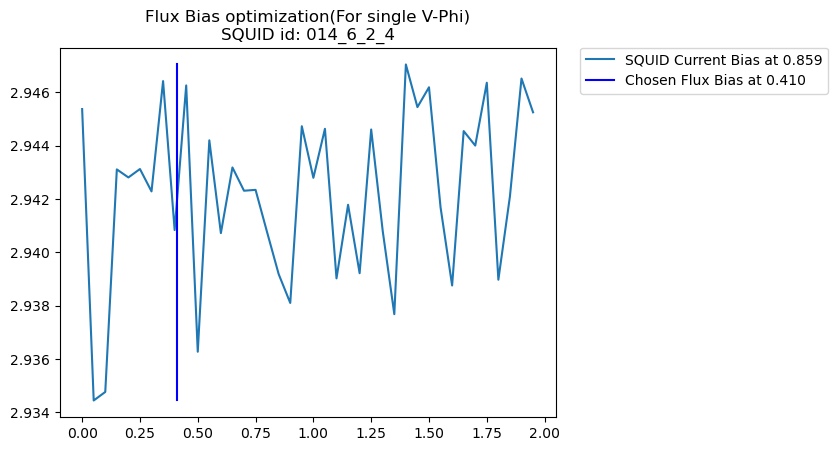 Flux Bias optimization(For single V-Phi)
SQUID id: 014_6_2_4
SQUID Current Bias at 0.859
Chosen Flux Bias at 0.410
2.946
2.944
2.942
2.940
2.938
2.936
2.934
0.00 0.25 0.50 0.75 1.00 1.25 1.50 1.75 2.00